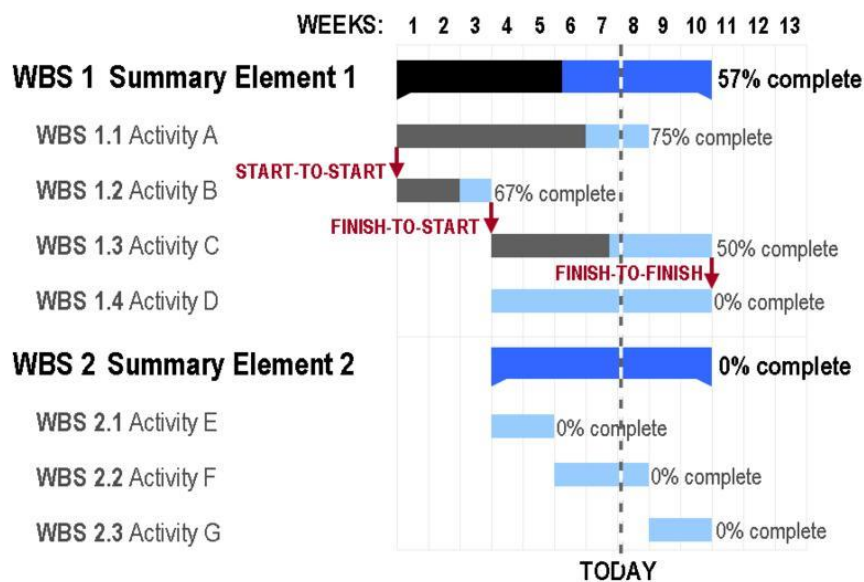 WEEKS: 1 2 3 4 5 6 7 8 9 10 11 12 13
WBS 1 Summary Element 1 57% complete
WBS 1.1 Activity A 75% complete
START-TO-START
WBS 1.2 Activity B 67% complete
FINISH-TO-START
WBS 1.3 Activity C 50% complete
FINISH-TO-FINISH
WBS 1.4 Activity D 0% complete
WBS 2 Summary Element 2 0% complete
WBS 2.1 Activity E 0% complete
WBS 2.2 Activity F 0% complete
WBS 2.3 Activity G 0% complete
TODAY